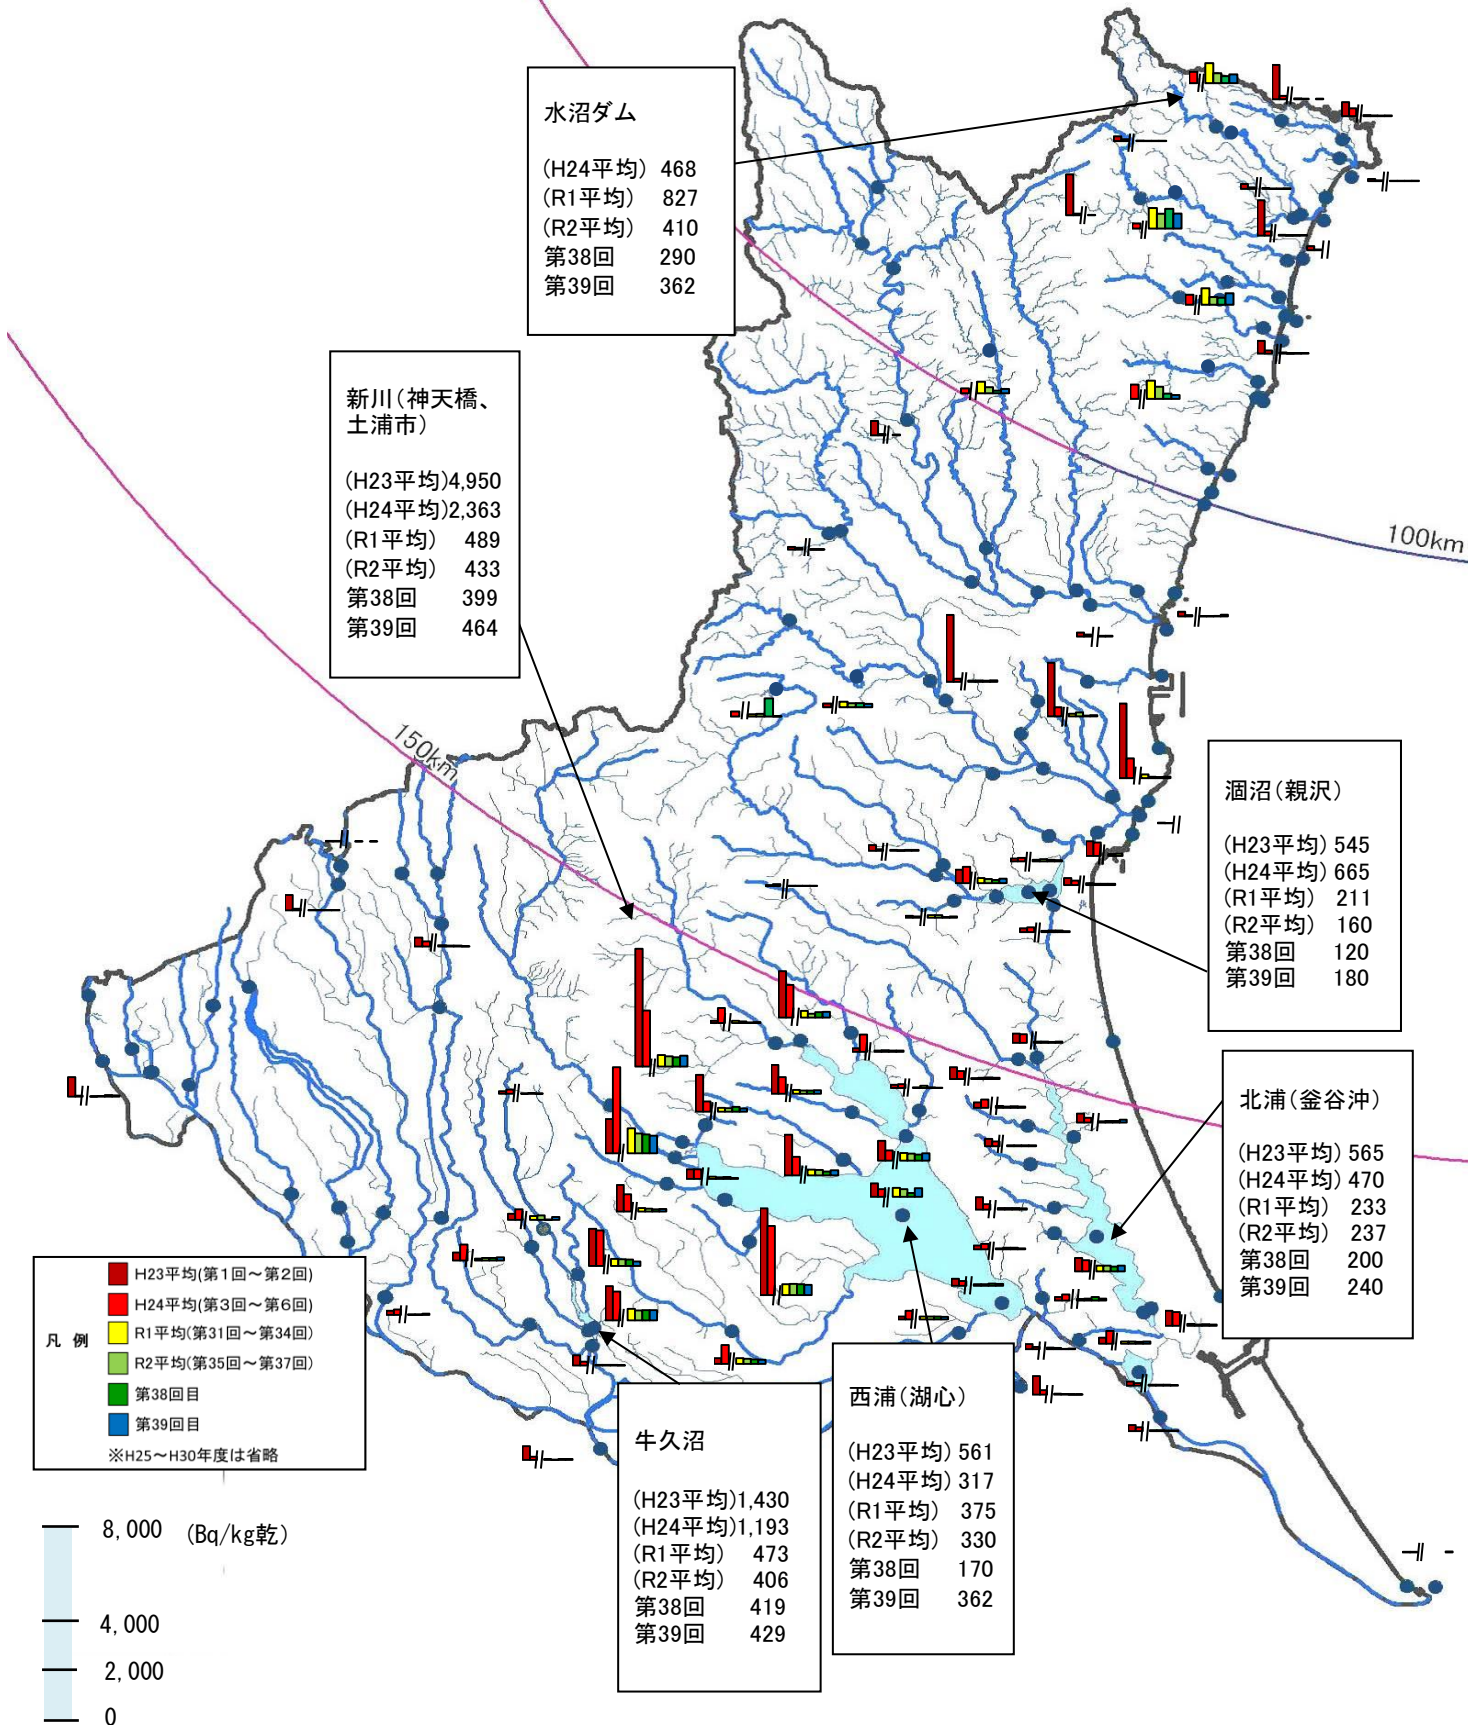 水沼ダム
(H24平均) 468
(R1平均) 827
(R2平均) 410
第38回 290
第39回 362
新川(神天橋、
土浦市)
(H23平均)4,950
(H24平均)2,363
(R1平均) 489
(R2平均) 433
第38回 399
第39回 464
100km
150km
涸沼(親沢)
(H23平均) 545
(H24平均) 665
(R1平均) 211
(R2平均) 160
第38回 120
第39回 180
北浦(釜谷沖)
(H23平均) 565
(H24平均) 470
(R1平均) 233
(R2平均) 237
第38回 200
第39回 240
凡 例
H23平均(第1回～第2回)
H24平均(第3回～第6回)
R1平均(第31回～第34回)
R2平均(第35回～第37回)
第38回目
第39回目
※H25～H30年度は省略
西浦(湖心)
(H23平均) 561
(H24平均) 317
(R1平均) 375
(R2平均) 330
第38回 170
第39回 362
牛久沼
(H23平均)1,430
(H24平均)1,193
(R1平均) 473
(R2平均) 406
第38回 419
第39回 429
8,000 (Bq/kg乾)
4,000
2,000
0